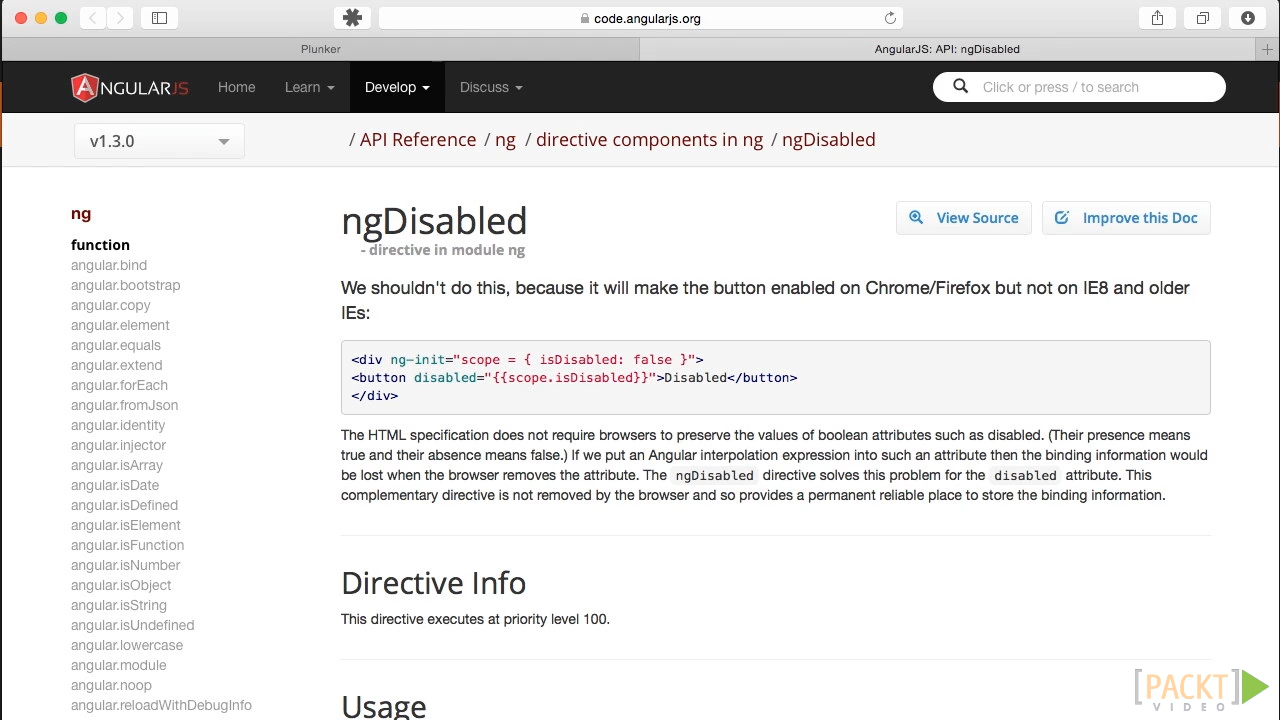 code.angularjs.org
Plunker
AngularJS: API: ngDisabled
ANGULARJS
Home
Learn
Develop
Discuss
Click or press / to search
v1.3.0
/ API Reference / ng / directive components in ng / ngDisabled
ng
function
angular.bind
angular.bootstrap
angular.copy
angular.element
angular.equals
angular.extend
angular.forEach
angular.fromJson
angular.identity
angular.injector
angular.isArray
angular.isDate
angular.isDefined
angular.isElement
angular.isFunction
angular.isNumber
angular.isObject
angular.isString
angular.isUndefined
angular.lowercase
angular.module
angular.noop
angular.reloadWithDebugInfo
ngDisabled
- directive in module ng
View Source
Improve this Doc
We shouldn't do this, because it will make the button enabled on Chrome/Firefox but not on IE8 and older
IEs:
<div ng-init="scope = { isDisabled: false }">
<button disabled="{{scope.isDisabled}}">Disabled</button>
</div>
The HTML specification does not require browsers to preserve the values of boolean attributes such as disabled. (Their presence means
true and their absence means false.) If we put an Angular interpolation expression into such an attribute then the binding information would
be lost when the browser removes the attribute. The ngDisabled directive solves this problem for the disabled attribute. This
complementary directive is not removed by the browser and so provides a permanent reliable place to store the binding information.
Directive Info
This directive executes at priority level 100.
Usage
[PACKT]
VIDEO